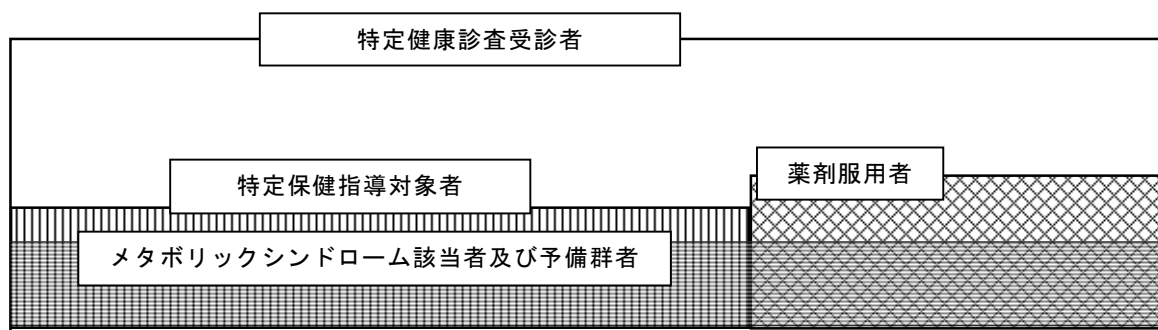 特定健康診査受診者
薬剤服用者
特定保健指導対象者
メタボリックシンドローム該当者及び予備群者